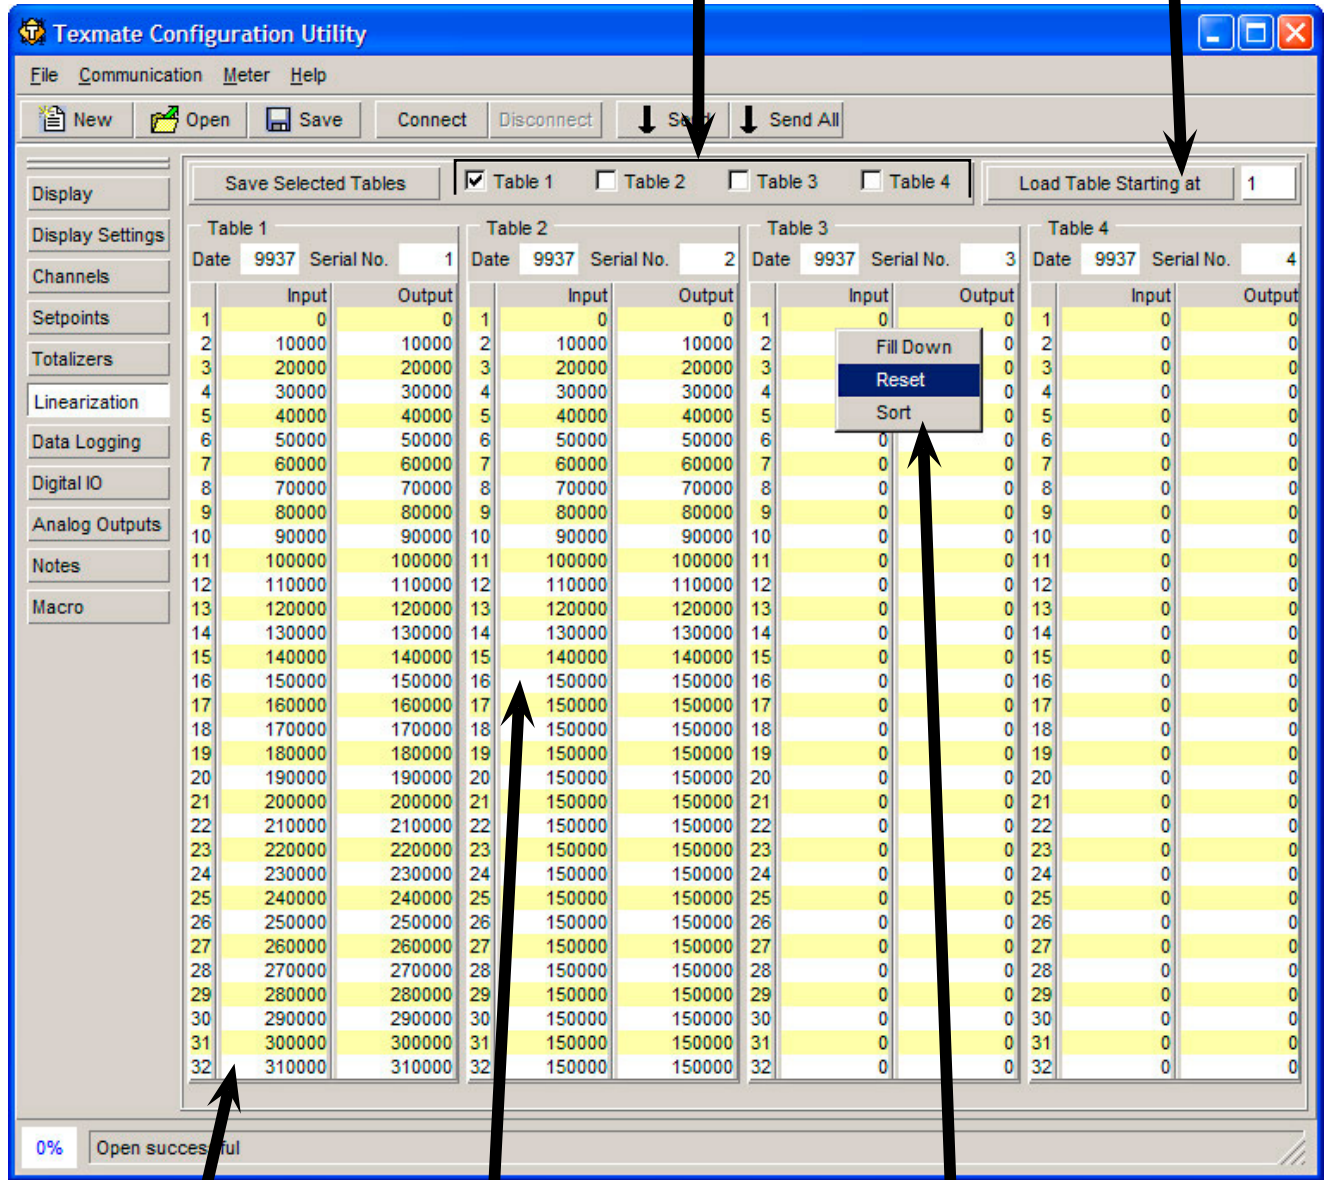 Texmate Configuration Utility
File Communication Meter Help
New Open Save Connect Disconnect Send Send All
Display
Display Settings
Channels
Setpoints
Totalizers
Linearization
Data Logging
Digital IO
Analog Outputs
Notes
Macro
Save Selected Tables Table 1 Table 2 Table 3 Table 4 Load Table Starting at 1
Table 1 Table 2 Table 3 Table 4
Date 9937 Serial No. 1 Date 9937 Serial No. 2 Date 9937 Serial No. 3 Date 9937 Serial No. 4
Input Output Input Output Input Output Input Output
1 0 0 1 0 0 1 0 0 1 0 0
2 10000 10000 2 10000 10000 2 Fill Down 0 2 0 0
3 20000 20000 3 20000 20000 3 Reset 0 3 0 0
4 30000 30000 4 30000 30000 4 0 4 0 0
5 40000 40000 5 40000 40000 5 Sort 0 5 0 0
6 50000 50000 6 50000 50000 6 0 0 6 0 0
7 60000 60000 7 60000 60000 7 0 0 7 0 0
8 70000 70000 8 70000 70000 8 0 0 8 0 0
9 80000 80000 9 80000 80000 9 0 0 9 0 0
10 90000 90000 10 90000 90000 10 0 0 10 0 0
11 100000 100000 11 100000 100000 11 0 0 11 0 0
12 110000 110000 12 110000 110000 12 0 0 12 0 0
13 120000 120000 13 120000 120000 13 0 0 13 0 0
14 130000 130000 14 130000 130000 14 0 0 14 0 0
15 140000 140000 15 140000 140000 15 0 0 15 0 0
16 150000 150000 16 150000 150000 16 0 0 16 0 0
17 160000 160000 17 150000 150000 17 0 0 17 0 0
18 170000 170000 18 150000 150000 18 0 0 18 0 0
19 180000 180000 19 150000 150000 19 0 0 19 0 0
20 190000 190000 20 150000 150000 20 0 0 20 0 0
21 200000 200000 21 150000 150000 21 0 0 21 0 0
22 210000 210000 22 150000 150000 22 0 0 22 0 0
23 220000 220000 23 150000 150000 23 0 0 23 0 0
24 230000 230000 24 150000 150000 24 0 0 24 0 0
25 240000 240000 25 150000 150000 25 0 0 25 0 0
26 250000 250000 26 150000 150000 26 0 0 26 0 0
27 260000 260000 27 150000 150000 27 0 0 27 0 0
28 270000 270000 28 150000 150000 28 0 0 28 0 0
29 280000 280000 29 150000 150000 29 0 0 29 0 0
30 290000 290000 30 150000 150000 30 0 0 30 0 0
31 300000 300000 31 150000 150000 31 0 0 31 0 0
32 310000 310000 32 150000 150000 32 0 0 32 0 0
0% Open successful